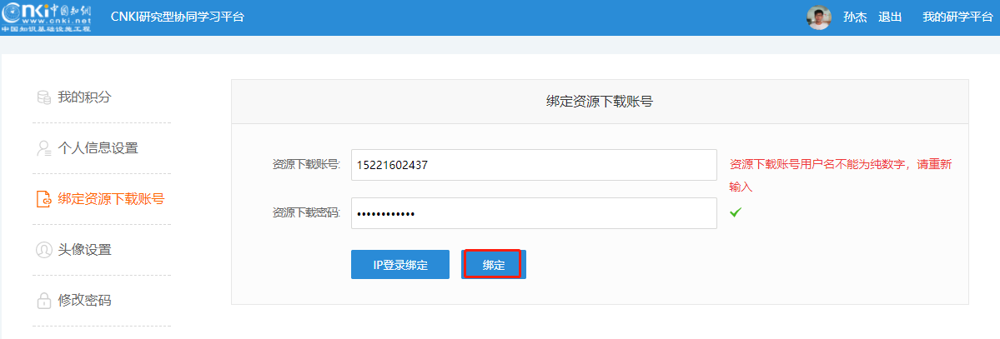 Cnki中国知网
www.cnki.net
中国知识基础设施工程
CNKI研究型协同学习平台
孙杰 退出 我的研学平台
我的积分
个人信息设置
绑定资源下载账号
头像设置
修改密码
绑定资源下载账号
资源下载账号: 15221602437
资源下载账号用户名不能为纯数字，请重新
输入
资源下载密码: ••••••••••••
IP登录绑定 绑定